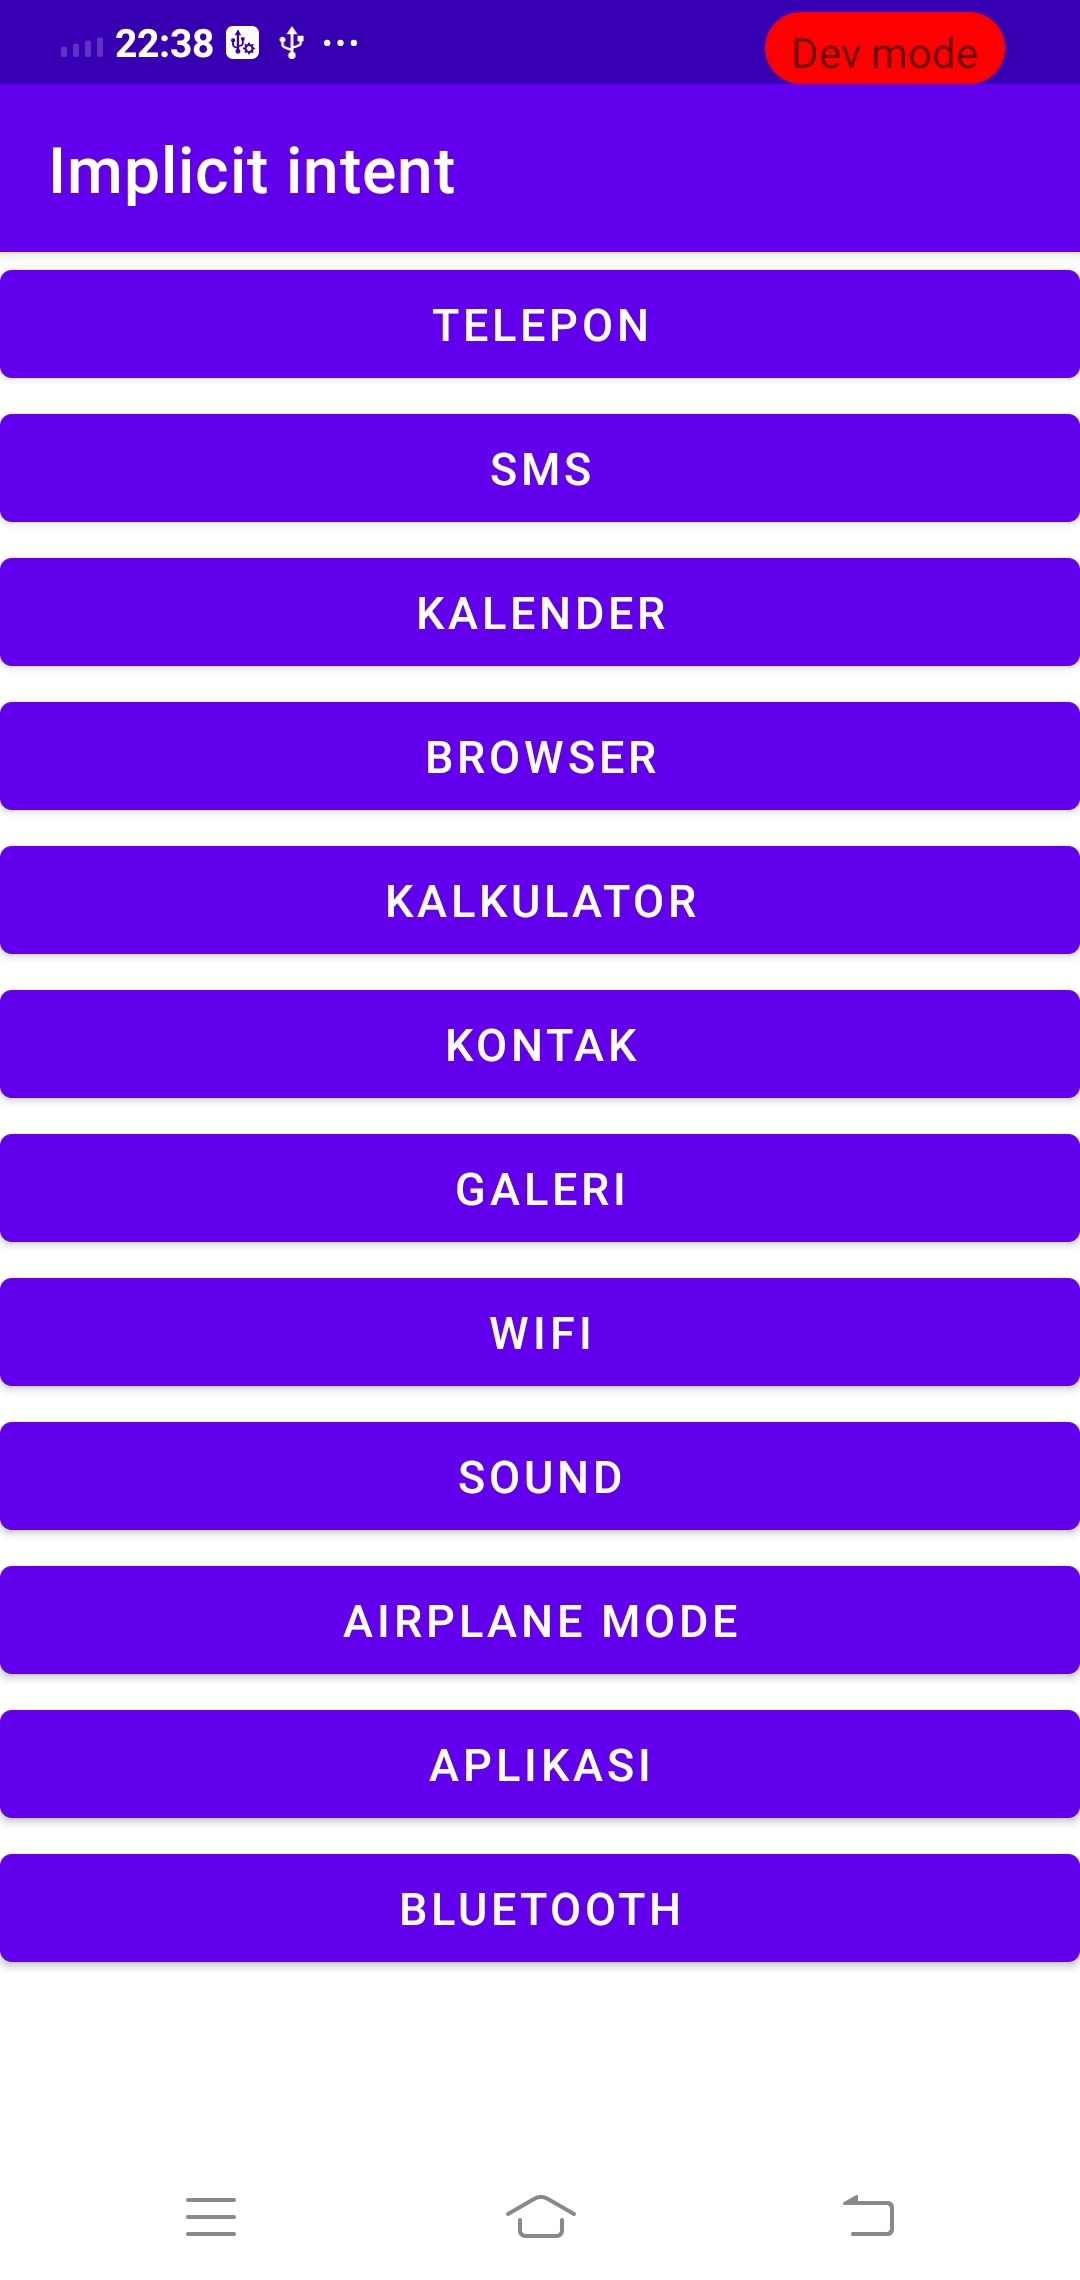 22:38
Dev mode
Implicit intent
TELEPON
SMS
KALENDER
BROWSER
KALKULATOR
KONTAK
GALERI
WIFI
SOUND
AIRPLANE MODE
APLIKASI
BLUETOOTH